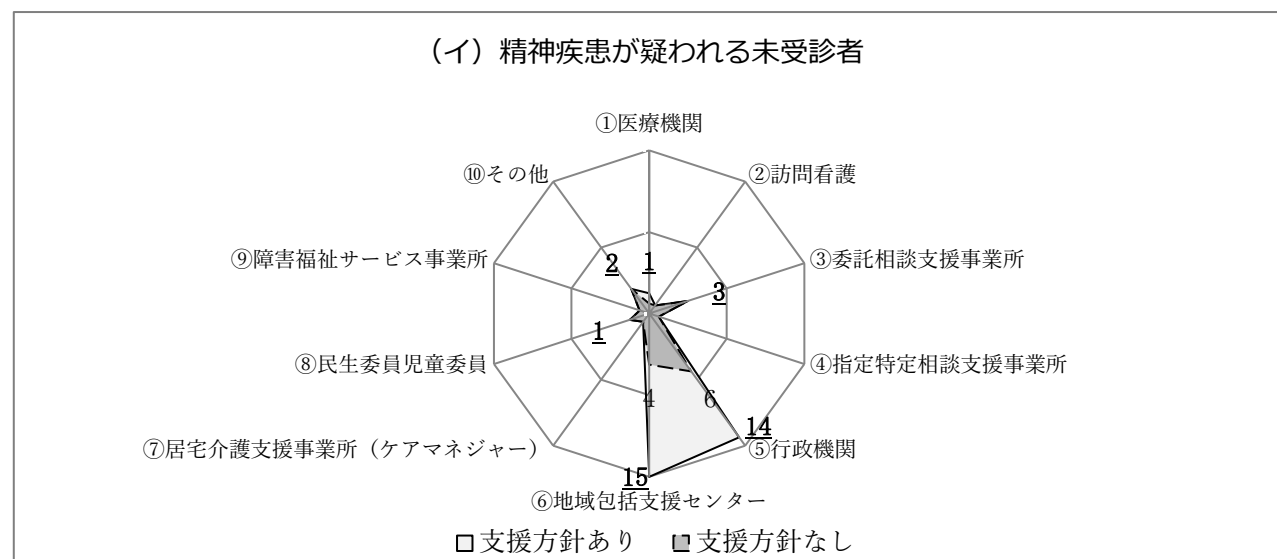 （イ）精神疾患が疑われる未受診者
①医療機関
⑩その他
②訪問看護
⑨障害福祉サービス事業所
2
1
3
③委託相談支援事業所
1
⑧民生委員児童委員
④指定特定相談支援事業所
4
6
14
⑦居宅介護支援事業所（ケアマネジャー）
⑤行政機関
15
⑥地域包括支援センター
支援方針あり 支援方針なし